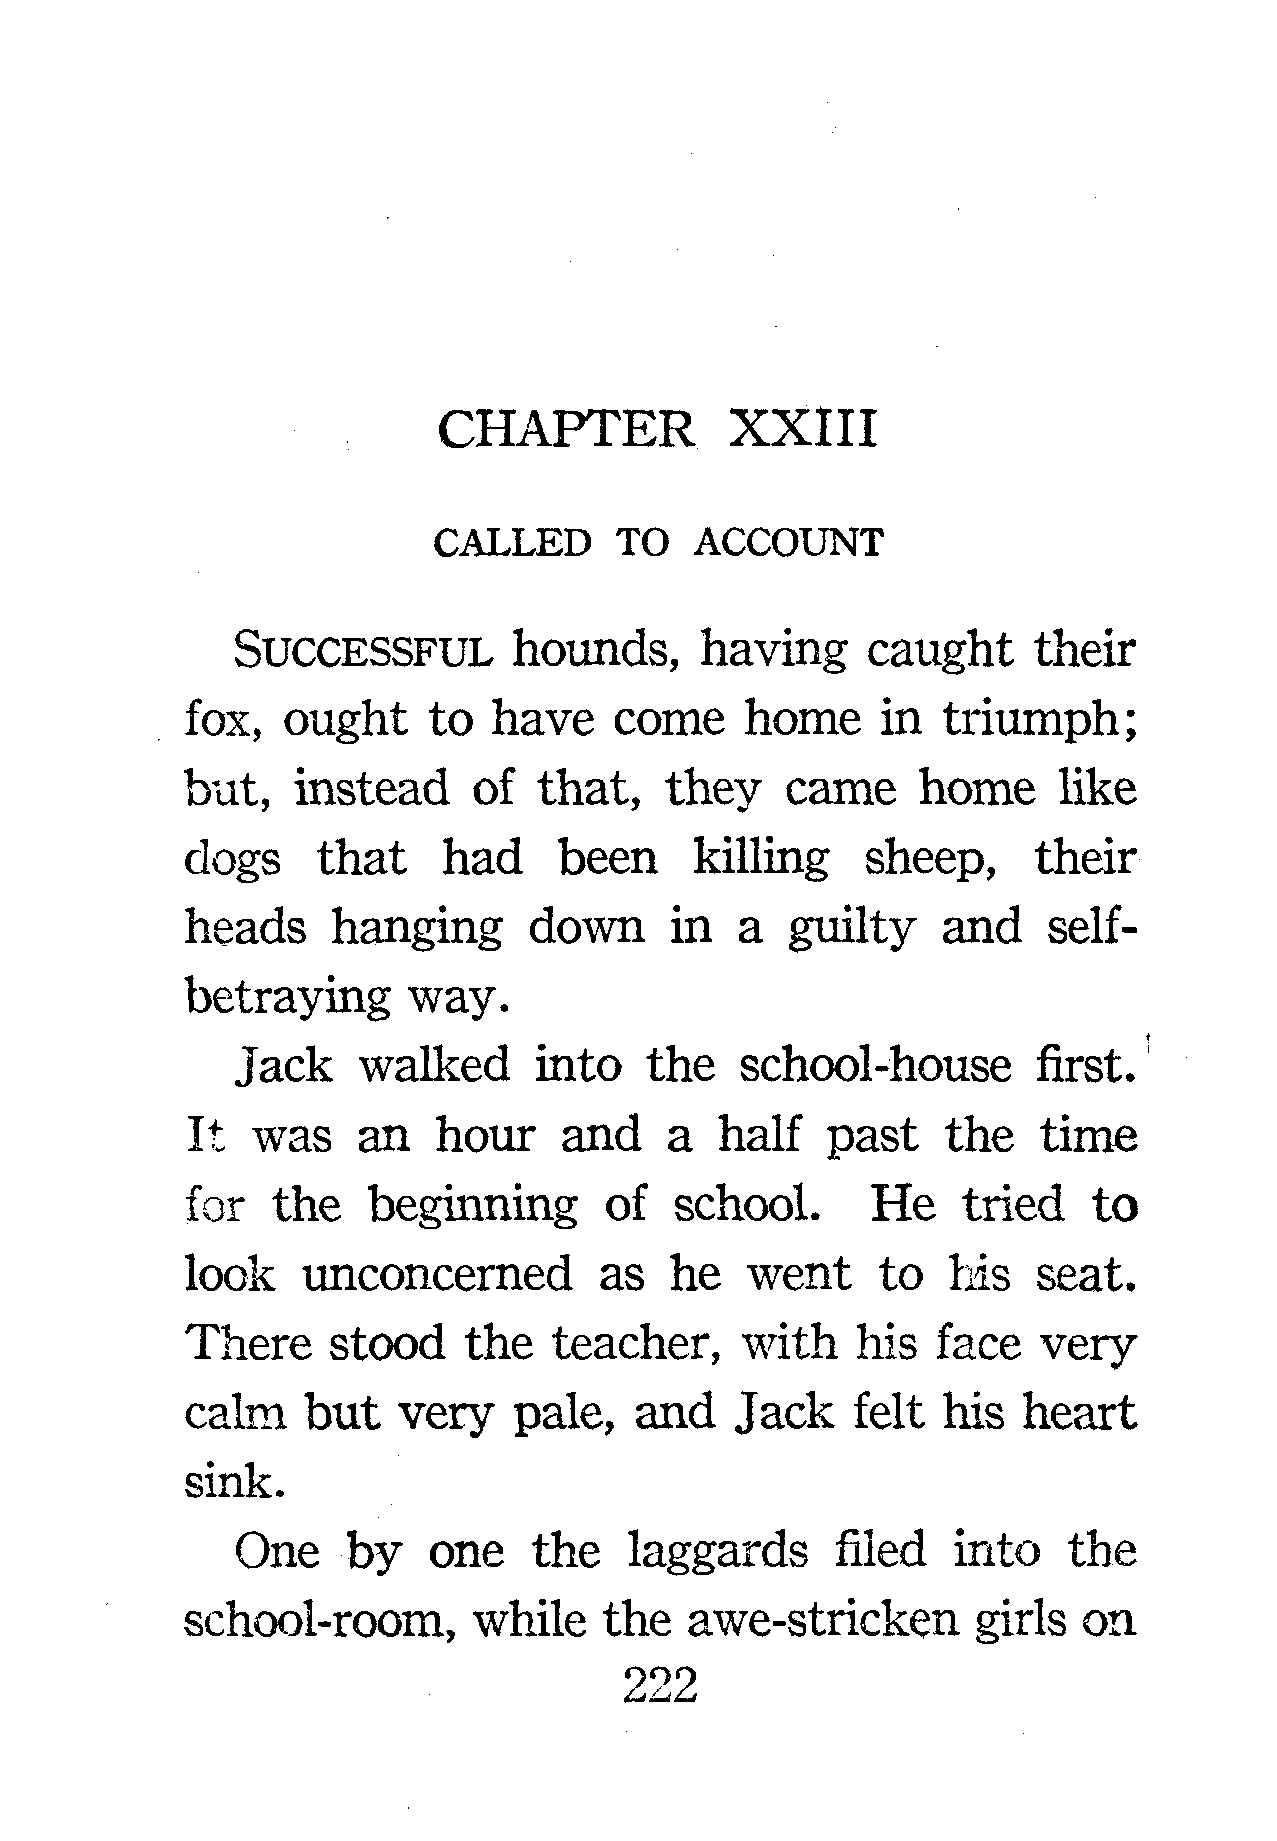 CHAPTER XXIII
CALLED TO ACCOUNT
SUCCESSFUL hounds, having caught their
fox, ought to have come home in triumph;
but, instead of that, they came home like
dogs that had been killing sheep, their
heads hanging down in a guilty and self-
betraying way.
Jack walked into the school-house first.
It was an hour and a half past the time
for the beginning of school. He tried to
look unconcerned as he went to his seat.
There stood the teacher, with his face very
calm but very pale, and Jack felt his heart
sink.
One by one the laggards filed into the
school-room, while the awe-stricken girls on
222